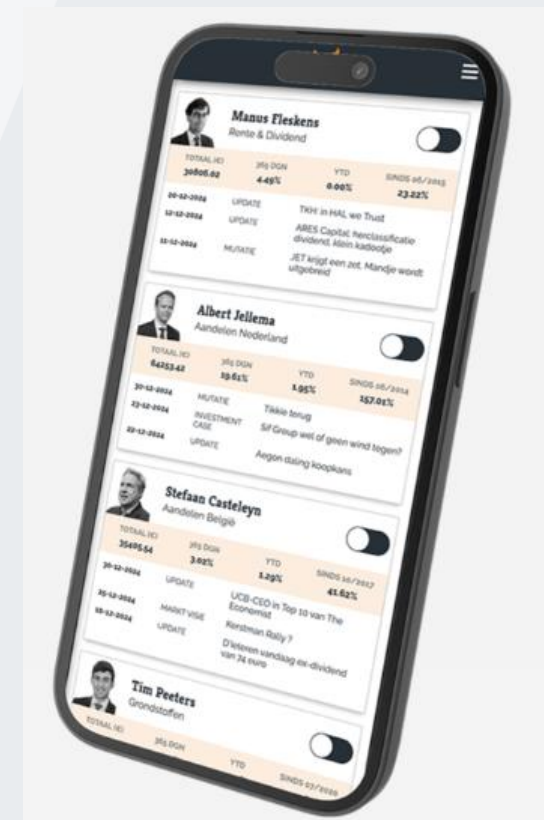 Manus Fleskens
Rente & Dividend
TOTAAL (€) 365 DGN YTD SINDS 06/2015
30806.02 4.49% 0.00% 23.22%
20-12-2024 UPDATE TKH: in HAL we Trust
12-12-2024 UPDATE ARES Capital: herclassificatie
dividend, klein kadootje
11-12-2024 MUTATIE JET krijgt een zet. Mandje wordt
uitgebreid
Albert Jellema
Aandelen Nederland
TOTAAL (€) 365 DGN YTD SINDS 06/2014
64253.42 19.61% 1.95% 157.01%
30-12-2024 MUTATIE Tikkie terug
23-12-2024 INVESTMENT
CASE Sif Group wel of geen wind tegen?
22-12-2024 UPDATE Aegon daling koopkans
Stefaan Casteleyn
Aandelen België
TOTAAL (€) 365 DGN YTD SINDS 10/2017
35405.54 3.02% 1.29% 41.62%
30-12-2024 UPDATE UCB-CEO in Top 10 van The
Economist
25-12-2024 MARKT VISIE Kerstman Rally ?
18-12-2024 UPDATE D'Ieteren vandaag ex-dividend
van 74 euro
Tim Peeters
Grondstoffen
TOTAAL (€) 365 DGN YTD SINDS 07/2020